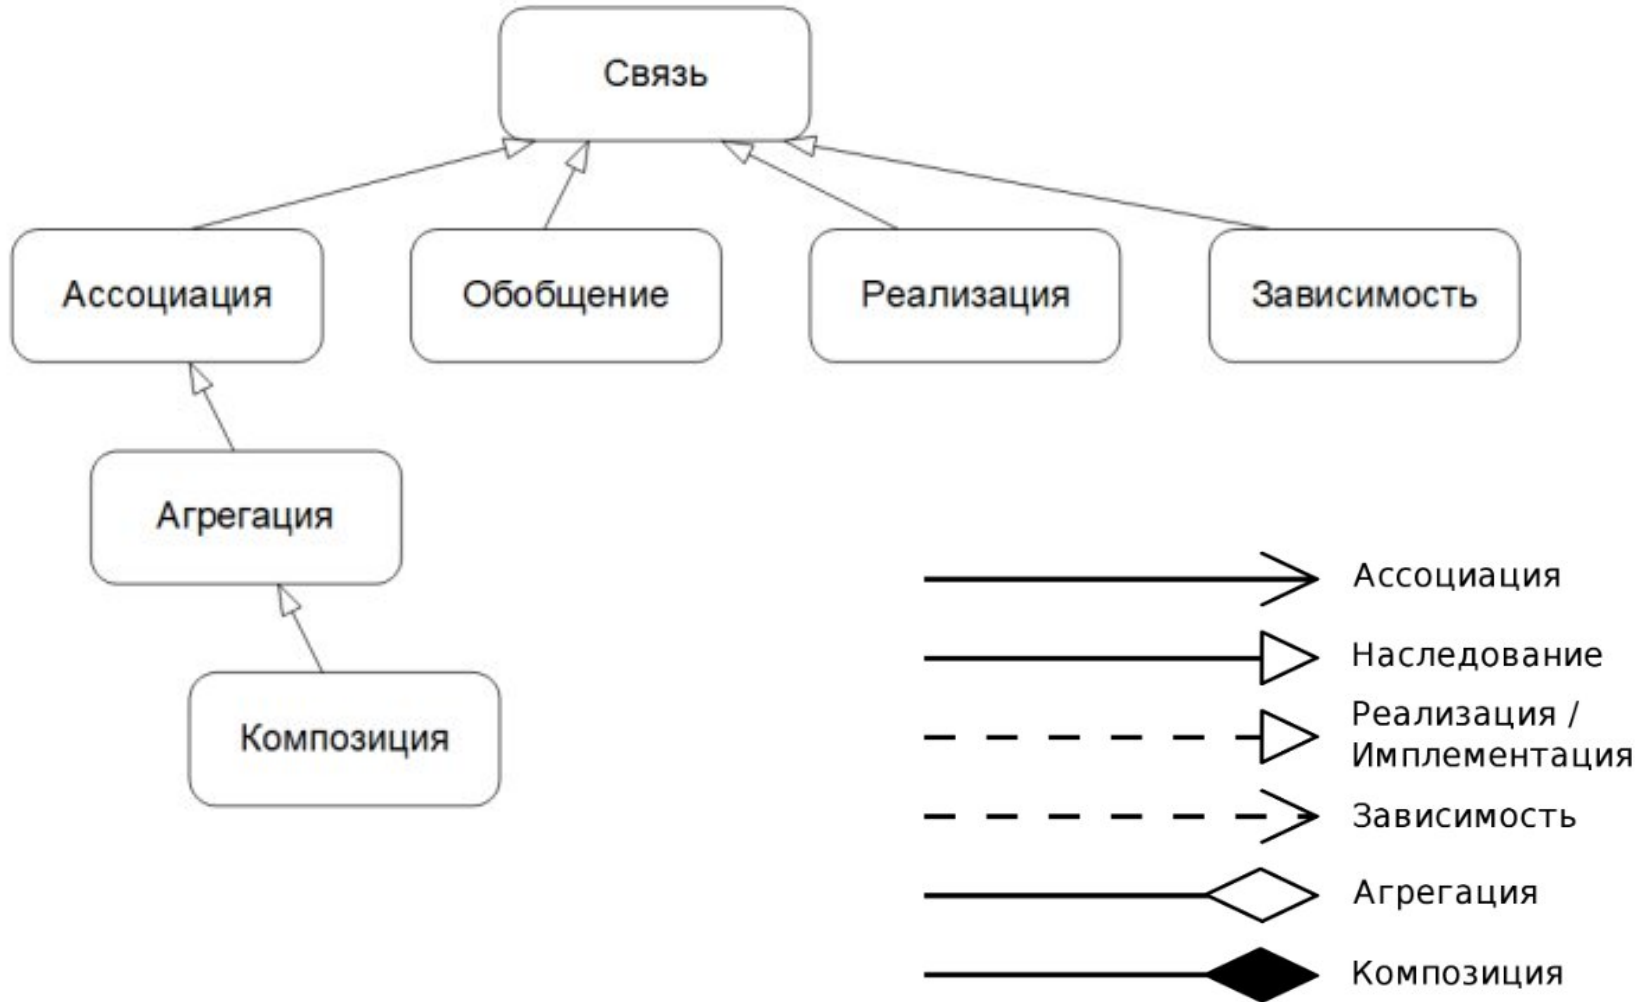 Связь
Ассоциация
Обобщение
Реализация
Зависимость
Агрегация
Композиция
Ассоциация
Наследование
Реализация /
Имплементация
Зависимость
Агрегация
Композиция